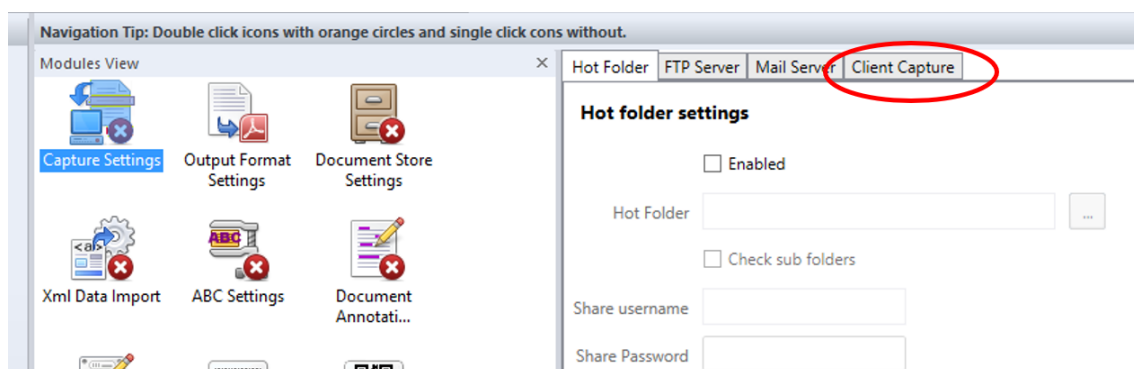 Navigation Tip: Double click icons with orange circles and single click cons without.
Modules View
Hot Folder FTP Server Mail Server Client Capture
Hot folder settings
Capture Settings
Output Format
Settings
Document Store
Settings
Enabled
Hot Folder
...
Check sub folders
<ab>
ABC
Xml Data Import
ABC Settings
Document
Annotati...
Share username
Share Password